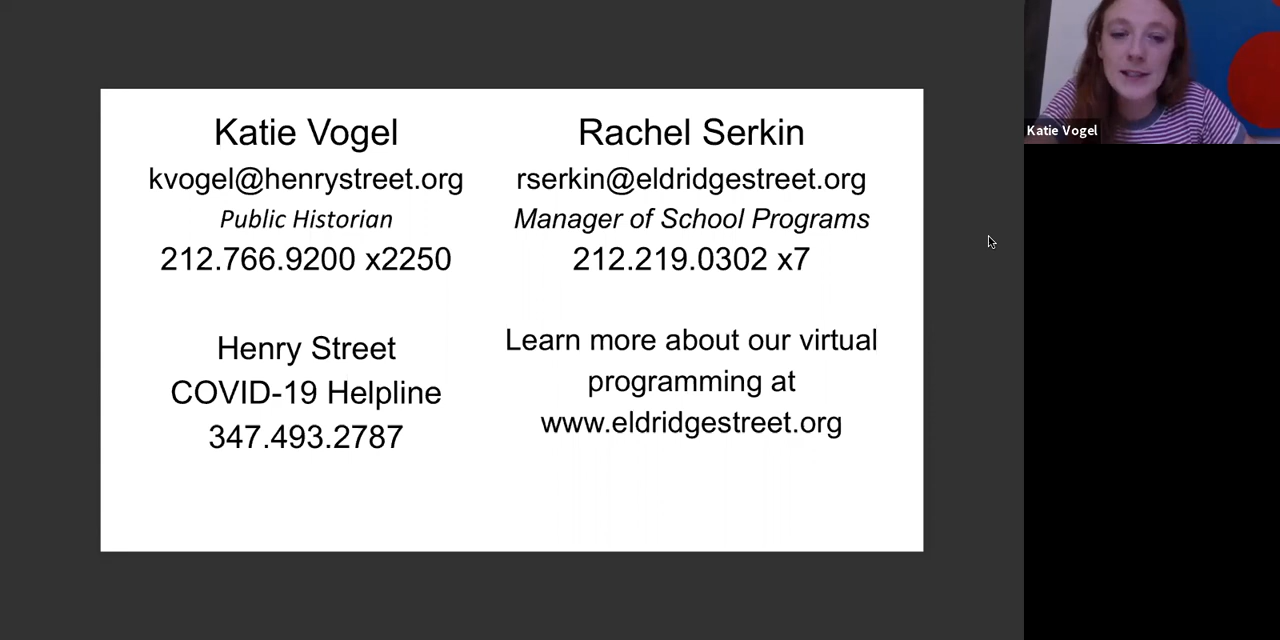 Katie Vogel
kvogel@henrystreet.org
Public Historian
212.766.9200 x2250
Henry Street
COVID-19 Helpline
347.493.2787
Rachel Serkin
rserkin@eldridgestreet.org
Manager of School Programs
212.219.0302 x7
Learn more about our virtual
programming at
www.eldridgestreet.org
Katie Vogel